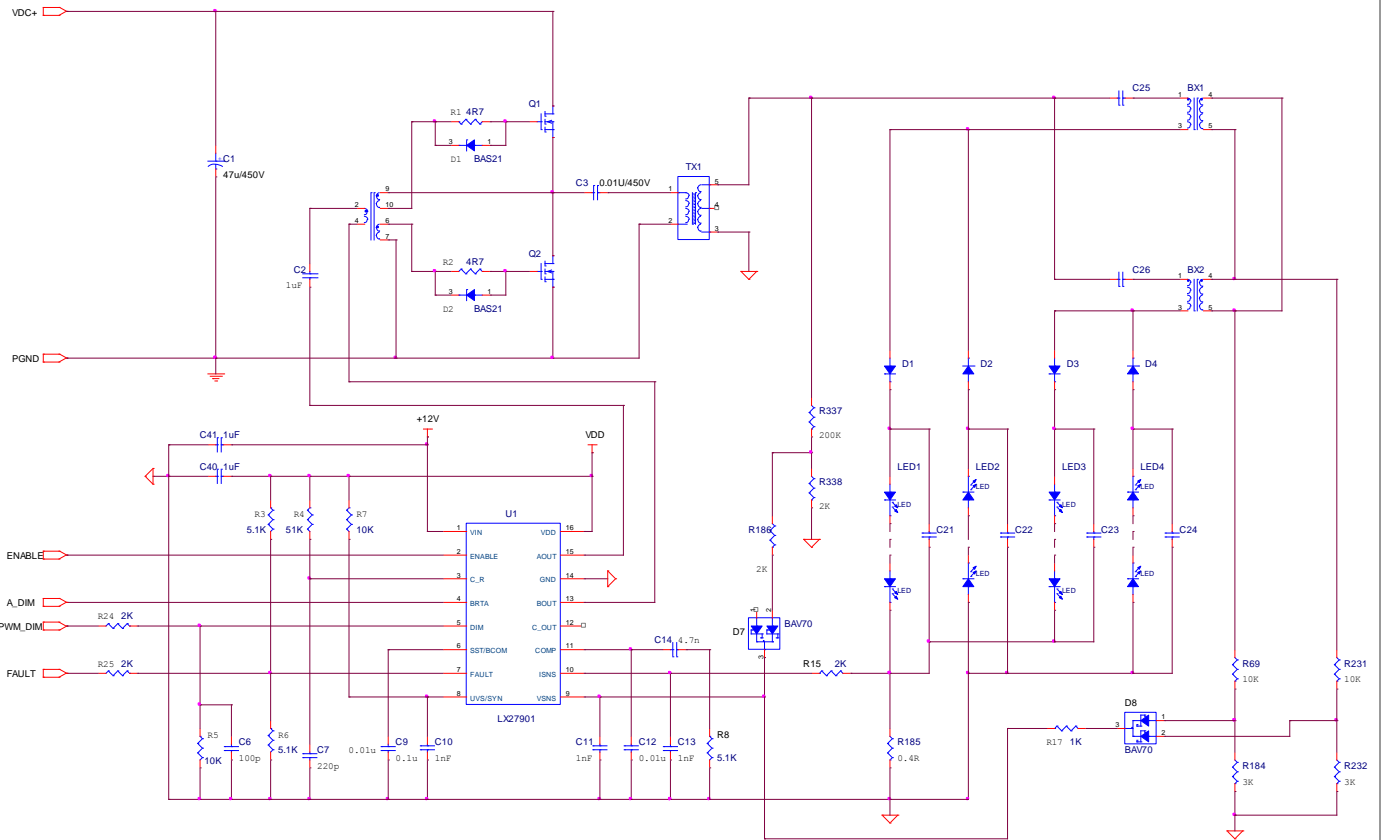 VDC+
C1
47u/450V
R1 4R7
3 1
D1 BAS21
Q1
9
10
6
7
2
4
C2
1uF
R2 4R7
3 1
D2 BAS21
Q2
C3 0.01U/450V
TX1
1
2
5
4
3
C25
BX1
1 4
3 5
C26
BX2
1 4
3 5
PGND
D1
D2
D3
D4
R337
200K
R338
2K
R186
2K
LED1
LED2
LED3
LED4
LED
LED
LED
LED
LED
LED
LED
LED
C21
C22
C23
C24
C41 1uF
C40 1uF
+12V
VDD
R3
5.1K
R4
51K
R7
10K
U1
1 VIN
2 ENABLE
3 C_R
4 BRTA
5 DIM
6 SST/BCOM
7 FAULT
8 UVS/SYN
VDD 16
AOUT 15
GND 14
BOUT 13
C_OUT 12
COMP 11
ISNS 10
VSNS 9
LX27901
ENABLE
A_DIM
PWM_DIM
R24 2K
FAULT
R25 2K
C14 4.7n
D7
1 2
3
BAV70
R15 2K
R5
10K
C6
100p
R6
5.1K
C7
220p
0.01u
C9
0.1u
C10
1nF
C11
1nF
C12
0.01u
C13
1nF
R8
5.1K
R185
0.4R
R17 1K
D8
3
1
2
BAV70
R69
10K
R231
10K
R184
3K
R232
3K